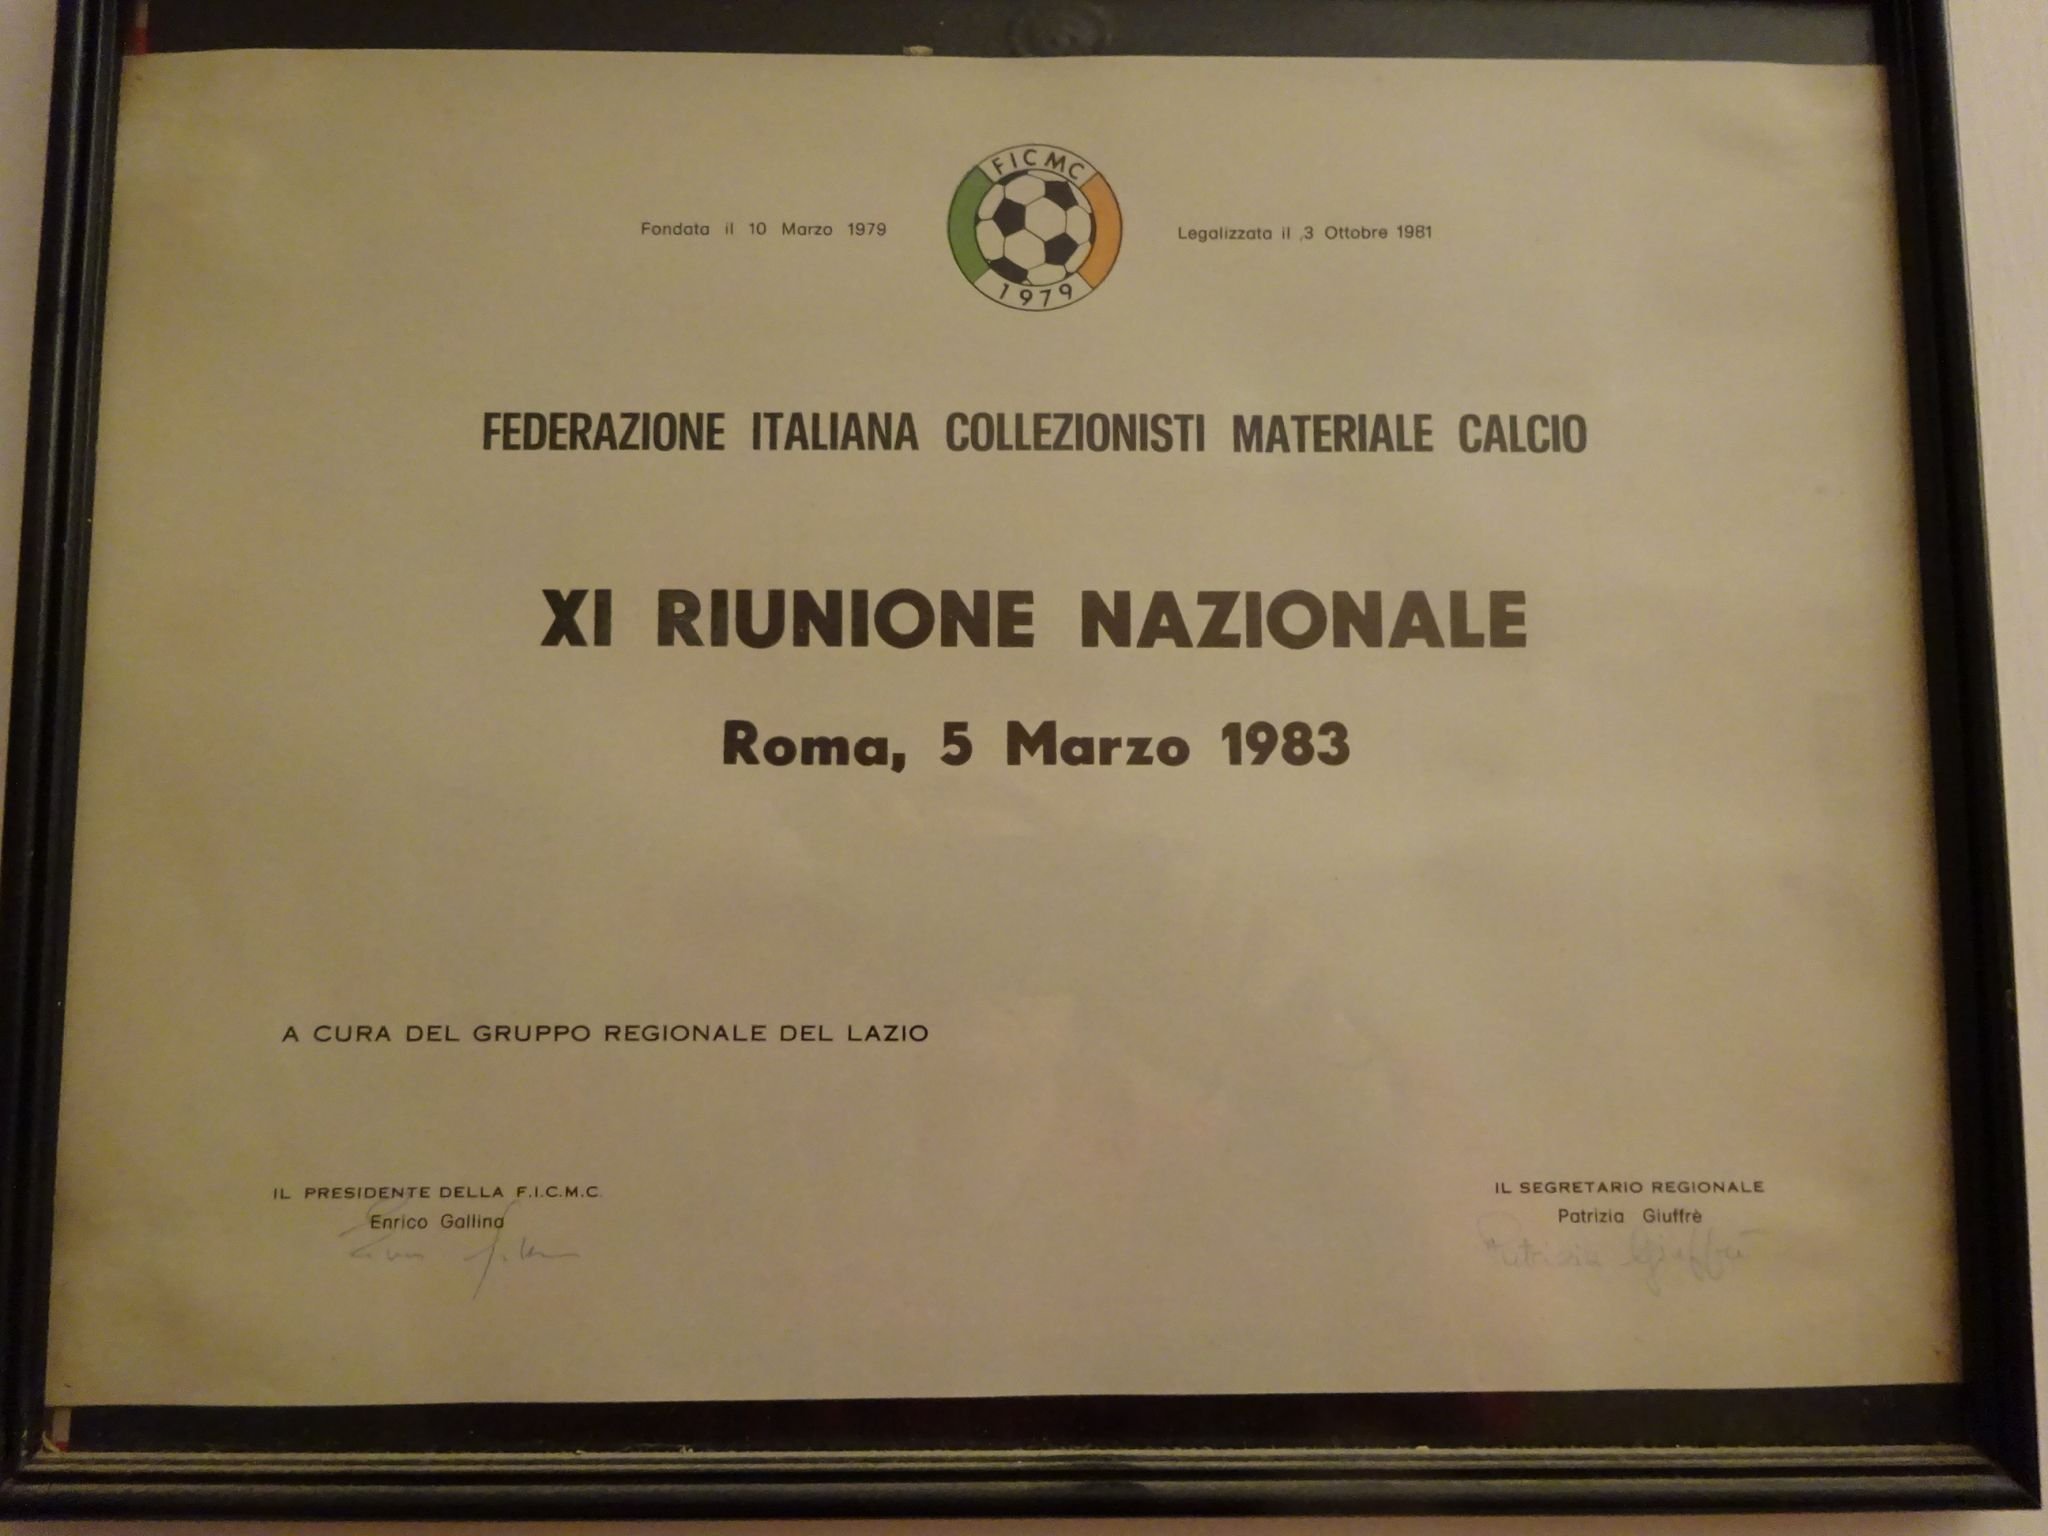 FICMC
1979
Fondata il 10 Marzo 1979
Legalizzata il ,3 Ottobre 1981
FEDERAZIONE ITALIANA COLLEZIONISTI MATERIALE CALCIO
XI RIUNIONE NAZIONALE
Roma, 5 Marzo 1983
A CURA DEL GRUPPO REGIONALE DEL LAZIO
IL PRESIDENTE DELLA F.I.C.M.C.
Enrico Gallina
IL SEGRETARIO REGIONALE
Patrizia Giuffrè
Patrizia Giuffrè